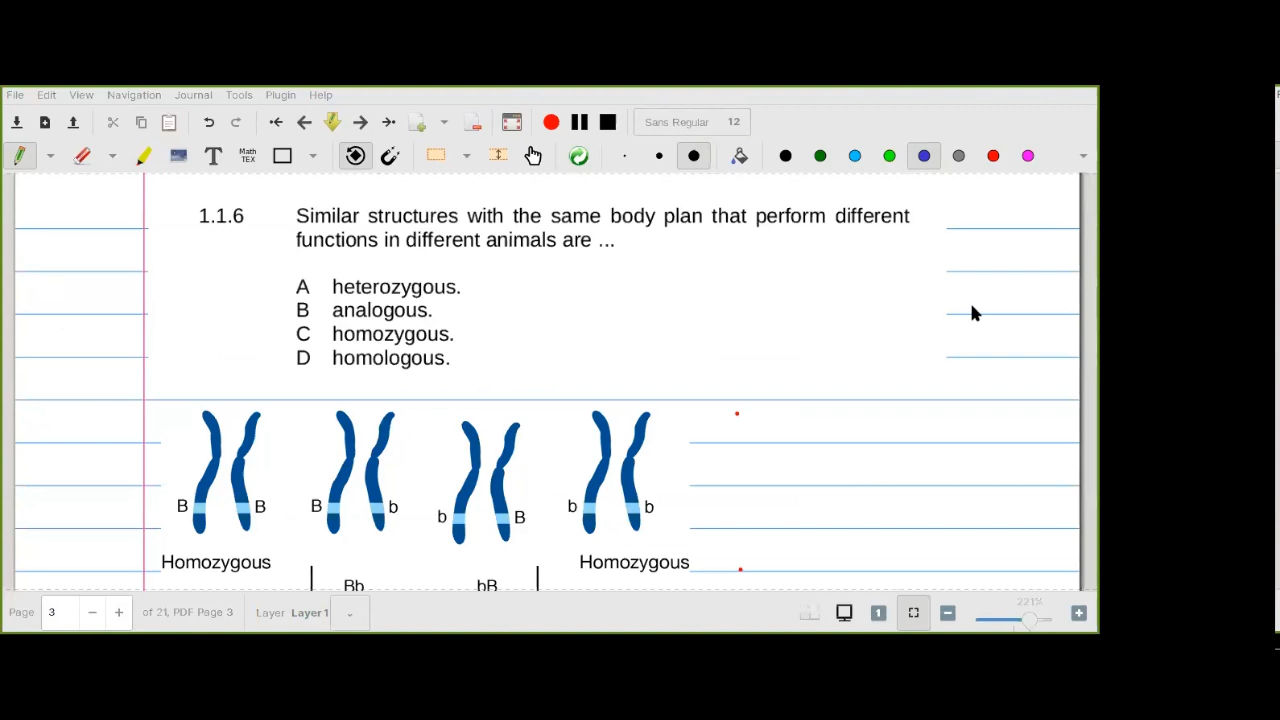 File Edit View Navigation Journal Tools Plugin Help
Sans Regular 12
Math
TEX
1.1.6 Similar structures with the same body plan that perform different
functions in different animals are ...
A heterozygous.
B analogous.
C homozygous.
D homologous.
B B B b b B b b
Homozygous Homozygous
Bb bB
Page 3 of 21, PDF Page 3 Layer Layer1 1 221%